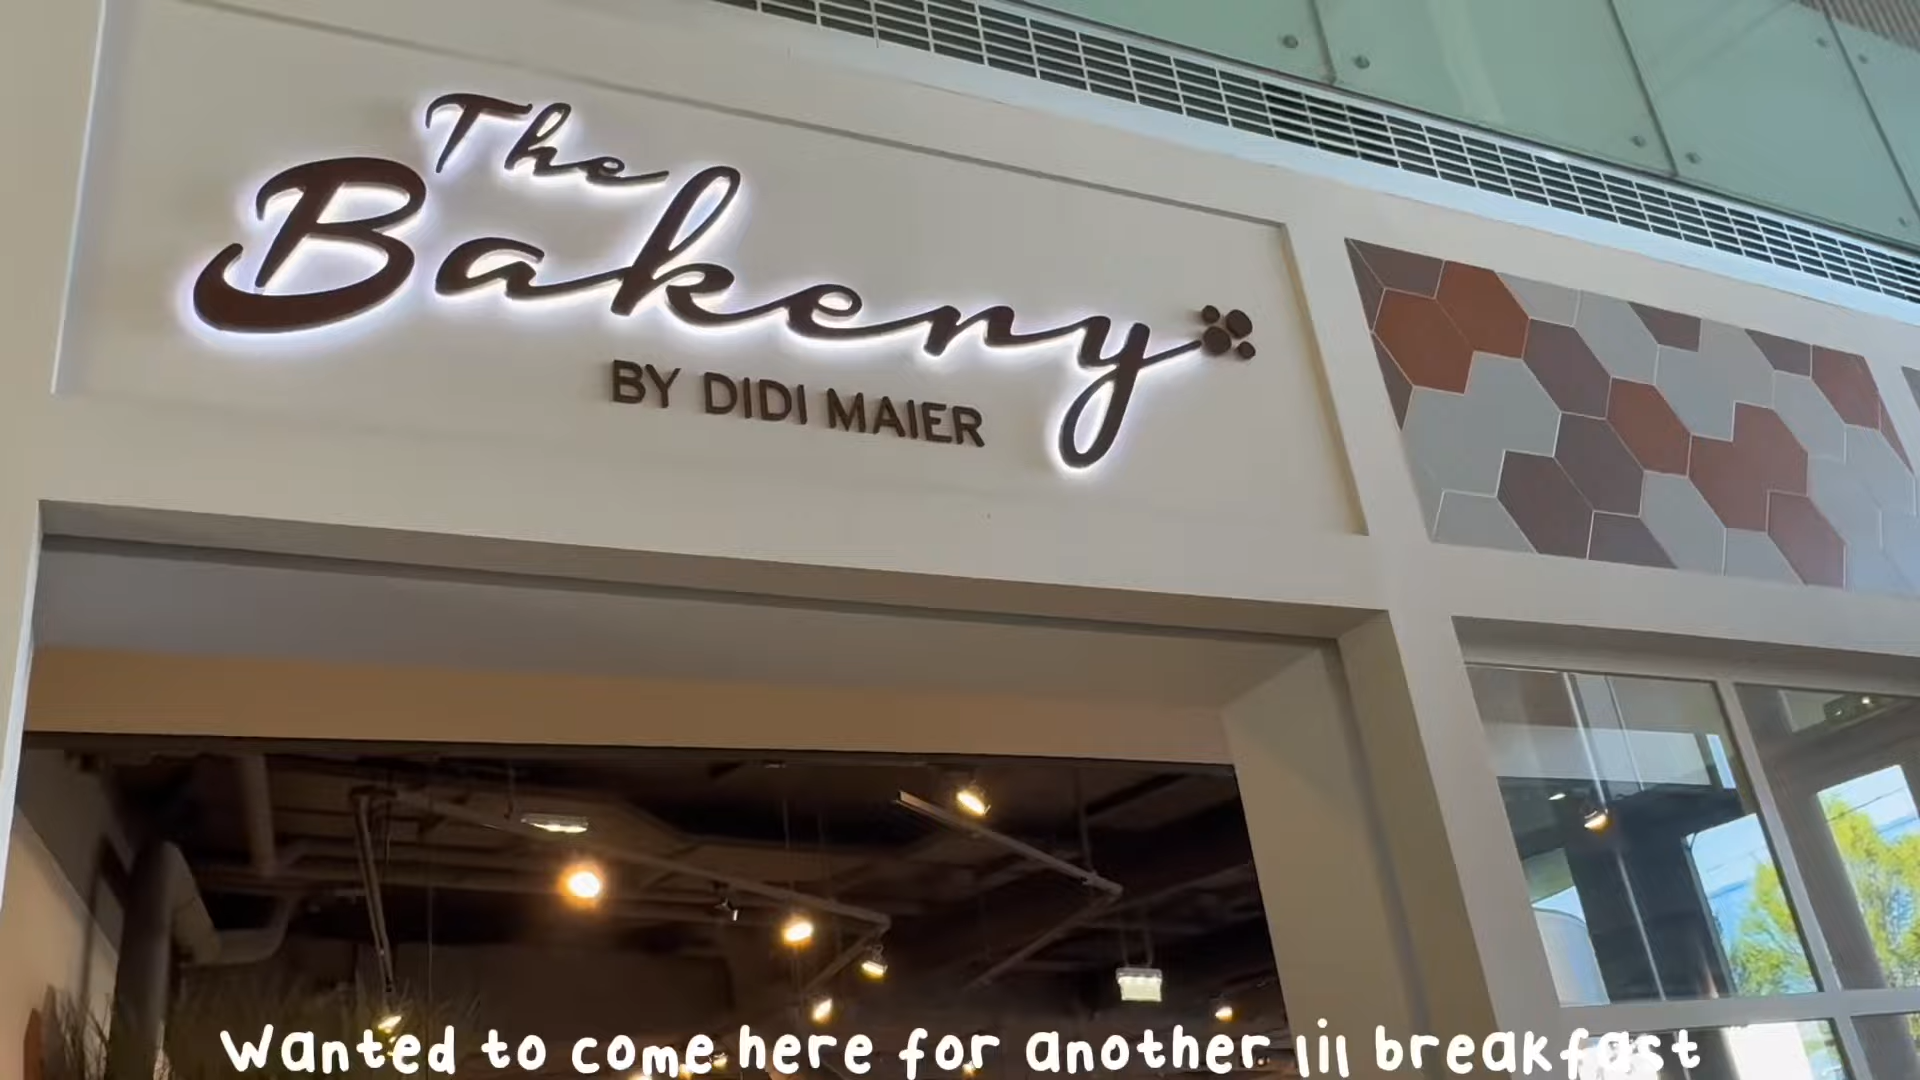 The
Bakery
BY DIDI MAIER
Wanted to come here for another lil breakfast